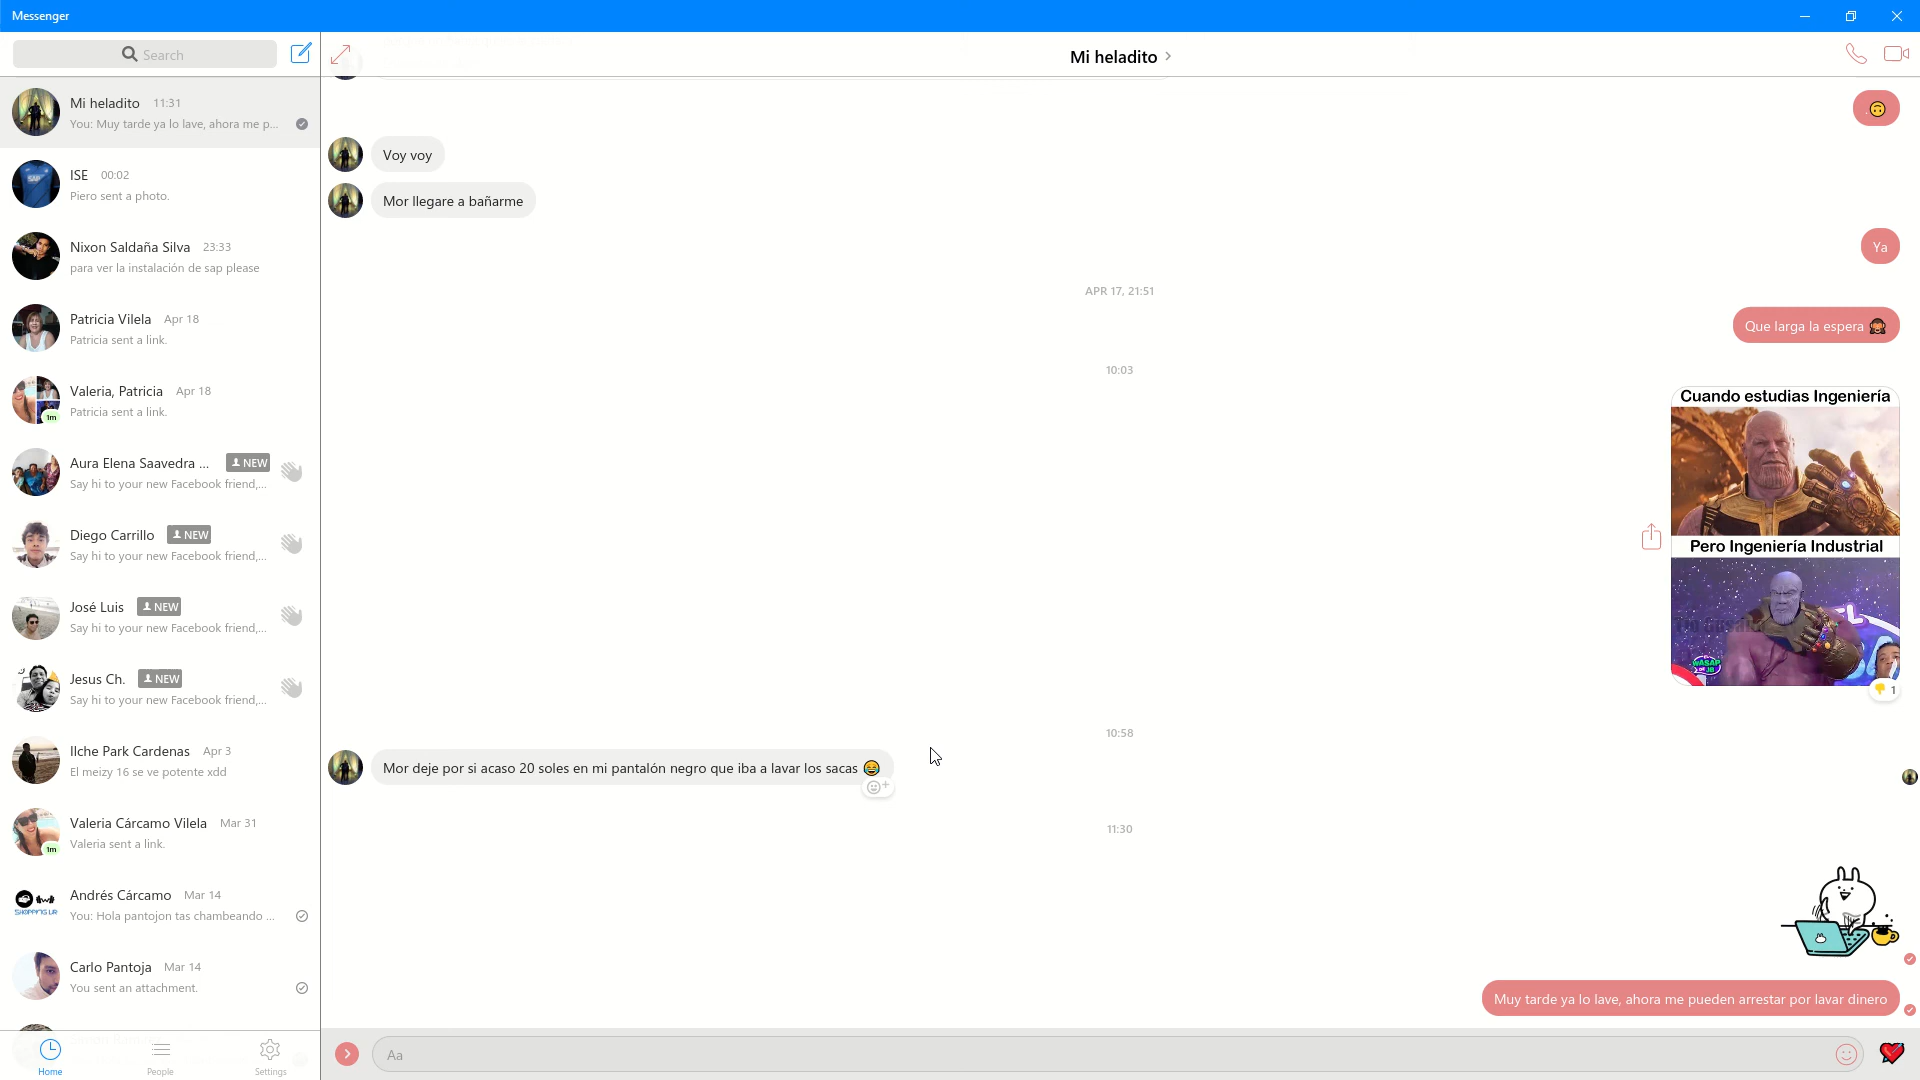 Messenger
Search
Mi heladito
Mi heladito 11:31
You: Muy tarde ya lo lave, ahora me p...
ISE 00:02
Piero sent a photo.
Nixon Saldaña Silva 23:33
para ver la instalación de sap please
Patricia Vilela Apr 18
Patricia sent a link.
Valeria, Patricia Apr 18
Patricia sent a link.
1m
Aura Elena Saavedra ... NEW
Say hi to your new Facebook friend,...
Diego Carrillo NEW
Say hi to your new Facebook friend,...
José Luis NEW
Say hi to your new Facebook friend,...
Jesus Ch. NEW
Say hi to your new Facebook friend,...
Ilche Park Cardenas Apr 3
El meizy 16 se ve potente xdd
Valeria Cárcamo Vilela Mar 31
Valeria sent a link.
1m
Andrés Cárcamo Mar 14
You: Hola pantojon tas chambeando ...
Carlo Pantoja Mar 14
You sent an attachment.
Home
People
Settings
🙃
Voy voy
Mor llegare a bañarme
Ya
APR 17, 21:51
Que larga la espera 🙈
10:03
Cuando estudias Ingeniería
Pero Ingeniería Industrial
WASAP
👎 1
10:58
Mor deje por si acaso 20 soles en mi pantalón negro que iba a lavar los sacas 😂
11:30
Muy tarde ya lo lave, ahora me pueden arrestar por lavar dinero
Aa